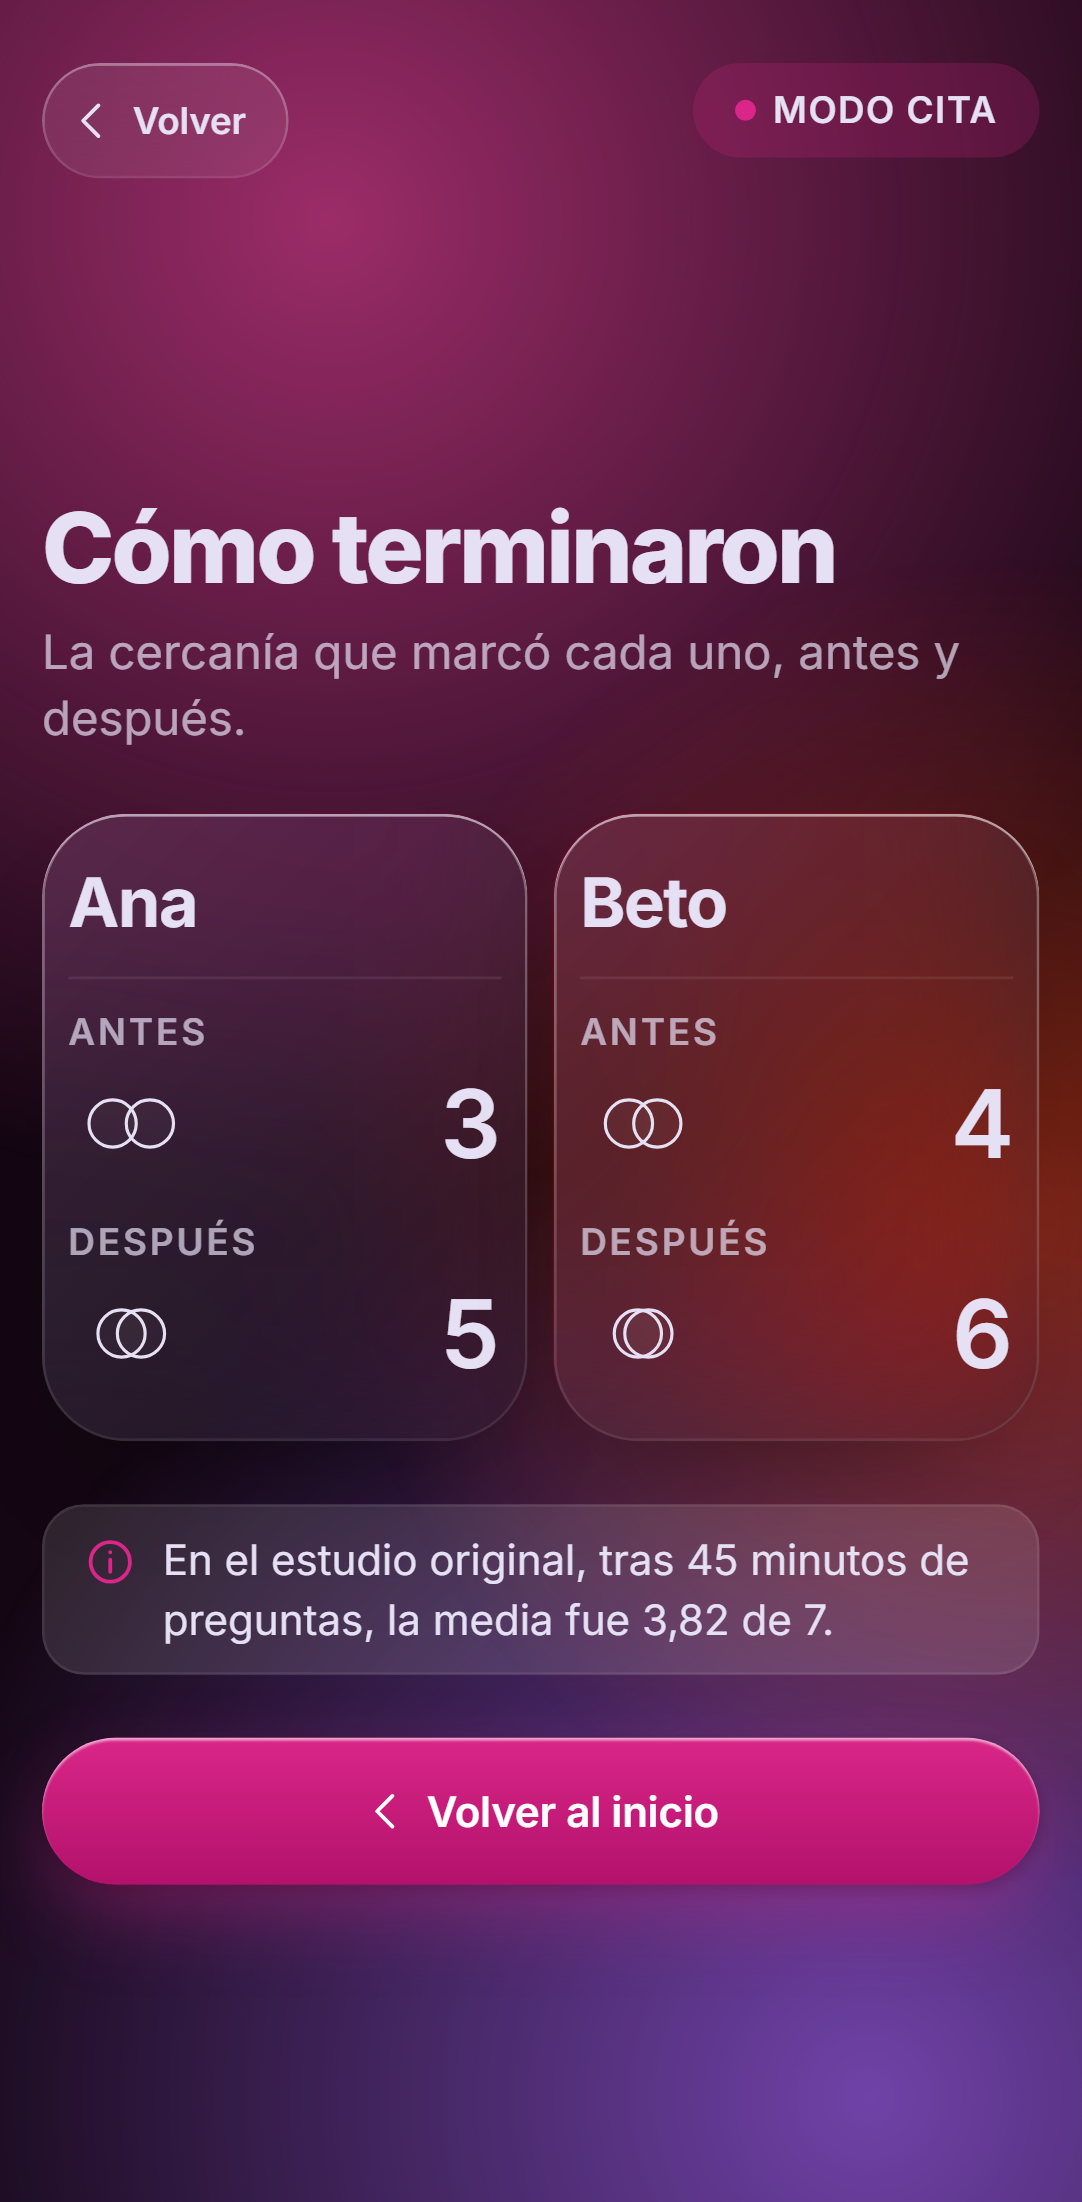 Volver
MODO CITA
Cómo terminaron
La cercanía que marcó cada uno, antes y
después.
Ana
ANTES
3
DESPUÉS
5
Beto
ANTES
4
DESPUÉS
6
En el estudio original, tras 45 minutos de
preguntas, la media fue 3,82 de 7.
Volver al inicio